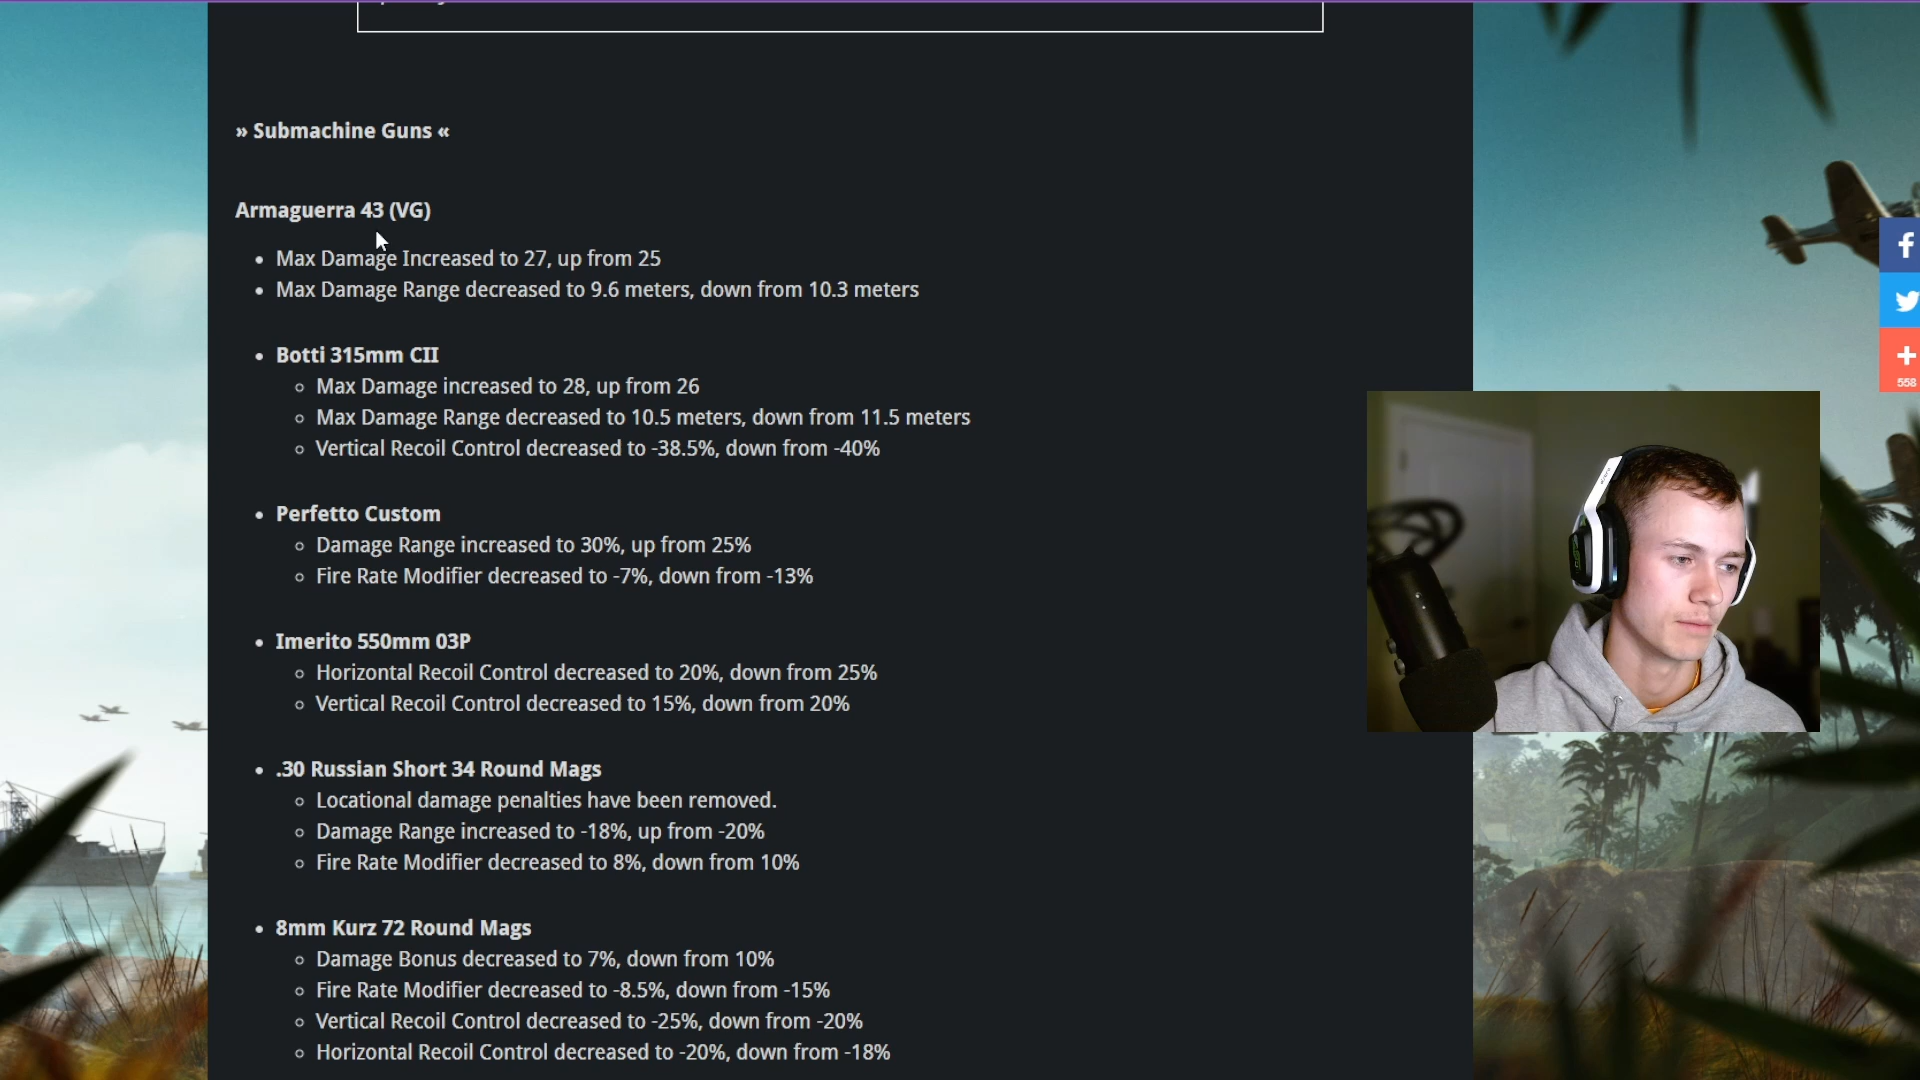 » Submachine Guns «
Armaguerra 43 (VG)
• Max Damage Increased to 27, up from 25
• Max Damage Range decreased to 9.6 meters, down from 10.3 meters
• Botti 315mm CII
◦ Max Damage increased to 28, up from 26
◦ Max Damage Range decreased to 10.5 meters, down from 11.5 meters
◦ Vertical Recoil Control decreased to -38.5%, down from -40%
• Perfetto Custom
◦ Damage Range increased to 30%, up from 25%
◦ Fire Rate Modifier decreased to -7%, down from -13%
• Imerito 550mm 03P
◦ Horizontal Recoil Control decreased to 20%, down from 25%
◦ Vertical Recoil Control decreased to 15%, down from 20%
• .30 Russian Short 34 Round Mags
◦ Locational damage penalties have been removed.
◦ Damage Range increased to -18%, up from -20%
◦ Fire Rate Modifier decreased to 8%, down from 10%
• 8mm Kurz 72 Round Mags
◦ Damage Bonus decreased to 7%, down from 10%
◦ Fire Rate Modifier decreased to -8.5%, down from -15%
◦ Vertical Recoil Control decreased to -25%, down from -20%
◦ Horizontal Recoil Control decreased to -20%, down from -18%
558